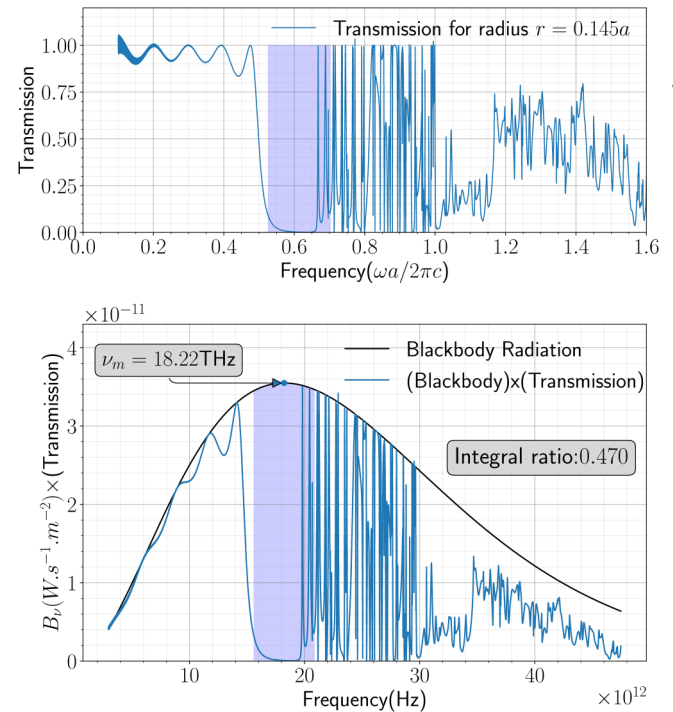 Transmission for radius r = 0.145a
Transmission
1.00
0.75
0.50
0.25
0.00
0.0 0.2 0.4 0.6 0.8 1.0 1.2 1.4 1.6
Frequency(ωa/2πc)
×10⁻¹¹
ν_m = 18.22THz
Blackbody Radiation
(Blackbody)x(Transmission)
Integral ratio:0.470
B_ν(W.s⁻¹.m⁻²)×(Transmission)
4
3
2
1
0
10 20 30 40
Frequency(Hz)
×10¹²